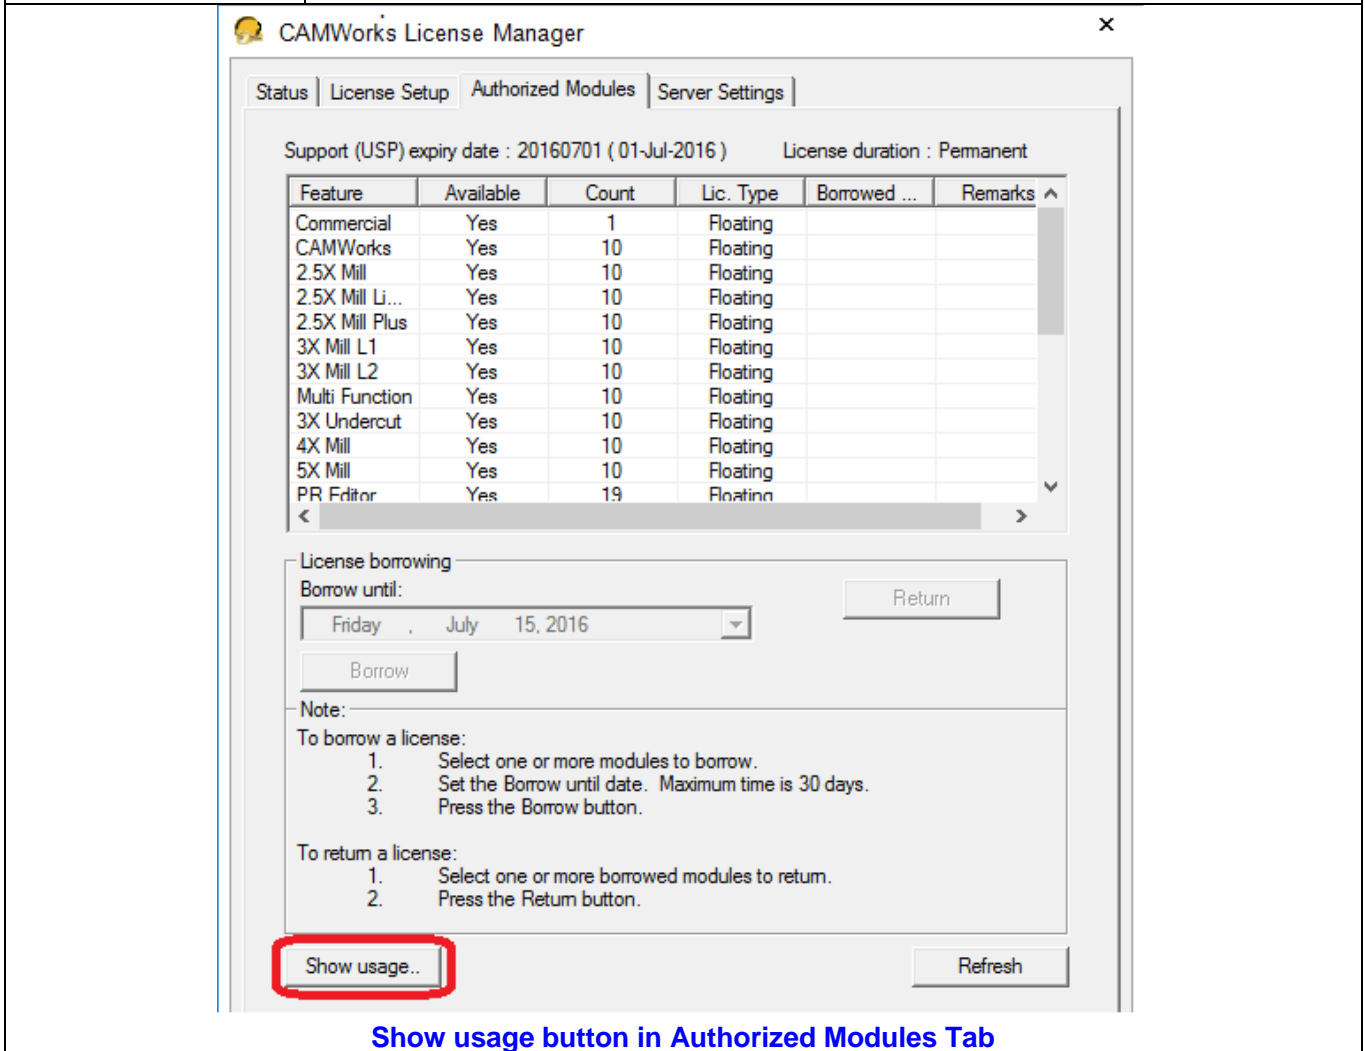 CAMWorks License Manager
Status License Setup Authorized Modules Server Settings
Support (USP) expiry date : 20160701 ( 01-Jul-2016 ) License duration : Permanent
Feature Available Count Lic. Type Borrowed ... Remarks
Commercial Yes 1 Floating
CAMWorks Yes 10 Floating
2.5X Mill Yes 10 Floating
2.5X Mill Li... Yes 10 Floating
2.5X Mill Plus Yes 10 Floating
3X Mill L1 Yes 10 Floating
3X Mill L2 Yes 10 Floating
Multi Function Yes 10 Floating
3X Undercut Yes 10 Floating
4X Mill Yes 10 Floating
5X Mill Yes 10 Floating
PR Editor Yes 19 Floating
License borrowing
Borrow until:
Return
Friday , July 15, 2016
Borrow
Note:
To borrow a license:
1. Select one or more modules to borrow.
2. Set the Borrow until date. Maximum time is 30 days.
3. Press the Borrow button.
To return a license:
1. Select one or more borrowed modules to return.
2. Press the Return button.
Show usage.. Refresh
Show usage button in Authorized Modules Tab